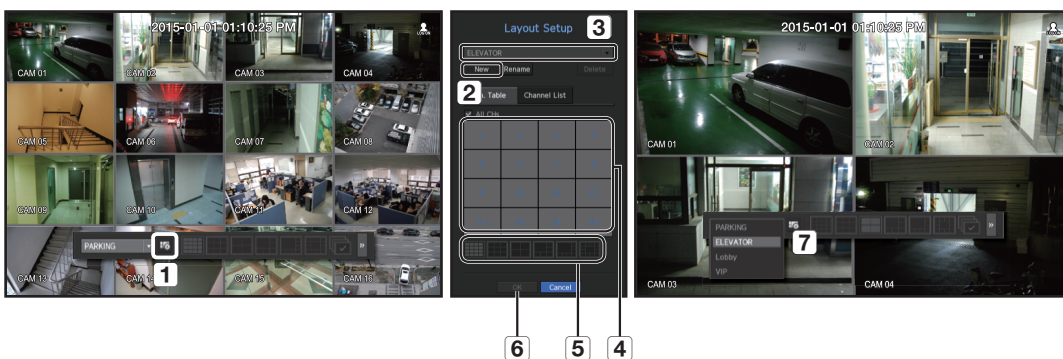 2015-01-01 01:10:25 PM
LOGON
CAM 01
CAM 02
CAM 03
CAM 04
CAM 05
CAM 06
CAM 07
CAM 08
CAM 09
CAM 10
CAM 11
CAM 12
PARKING
»
CAM 13
CAM 14
CAM 15
CAM 16
1
Layout Setup
3
ELEVATOR
New
Rename
Delete
2
Table
Channel List
All CHs
OK
Cancel
6
5
4
2015-01-01 01:10:25 PM
CAM 01
CAM 02
PARKING
ELEVATOR
Lobby
VIP
»
7
CAM 03
CAM 04